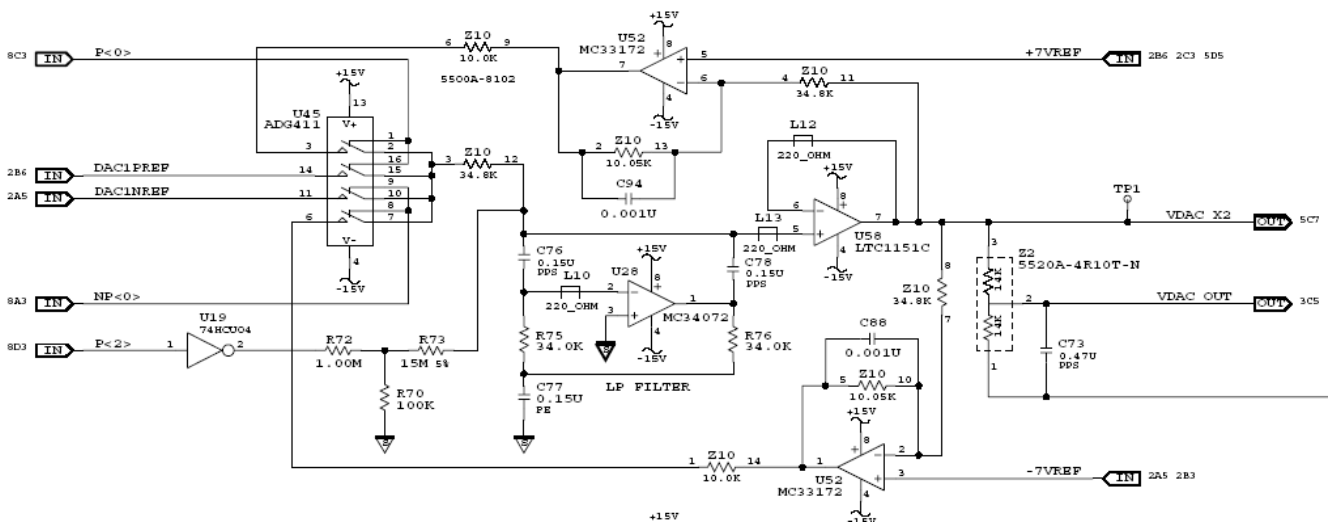 +15V
8C3 IN P<0>
6 Z10 9
10.0K
5500A-8102
U52
MC33172
8
7
5
6
4
-15V
+7VREF IN 2B6 2C3 5D5
4 Z10 11
34.8K
+15V
13
U45
ADG411
V+
1
3 2
16
2B6 IN DAC1PREF 14 15
9
2A5 IN DAC1NREF 11 10
8
6 7
V-
4
-15V
3 Z10 12
34.8K
2 Z10 13
10.05K
C94
0.001U
L12
220_OHM
+15V
8
6
7
5
4
-15V
U58
LTC1151C
L13
220_OHM
TP1
VDAC X2 OUT 5C7
3
Z2
5520A-4R10T-N
14K
2
14K
1
VDAC OUT OUT 3C5
C73
0.47U
PPS
8
Z10
34.8K
7
C76
0.15U
PPS
L10
220_OHM
U28
+15V
8
2
1
3
4
-15V
MC34072
C78
0.15U
PPS
R75
34.0K
R76
34.0K
LP FILTER
C77
0.15U
PE
8A3 IN NP<0>
U19
74HCU04
8D3 IN P<2> 1 2
R72
1.00M
R73
15M 5%
R70
100K
C88
0.001U
5 Z10 10
10.05K
+15V
8
1 Z10 14
10.0K
1
2
3
U52
MC33172
4
-15V
-7VREF IN 2A5 2B3
+15V